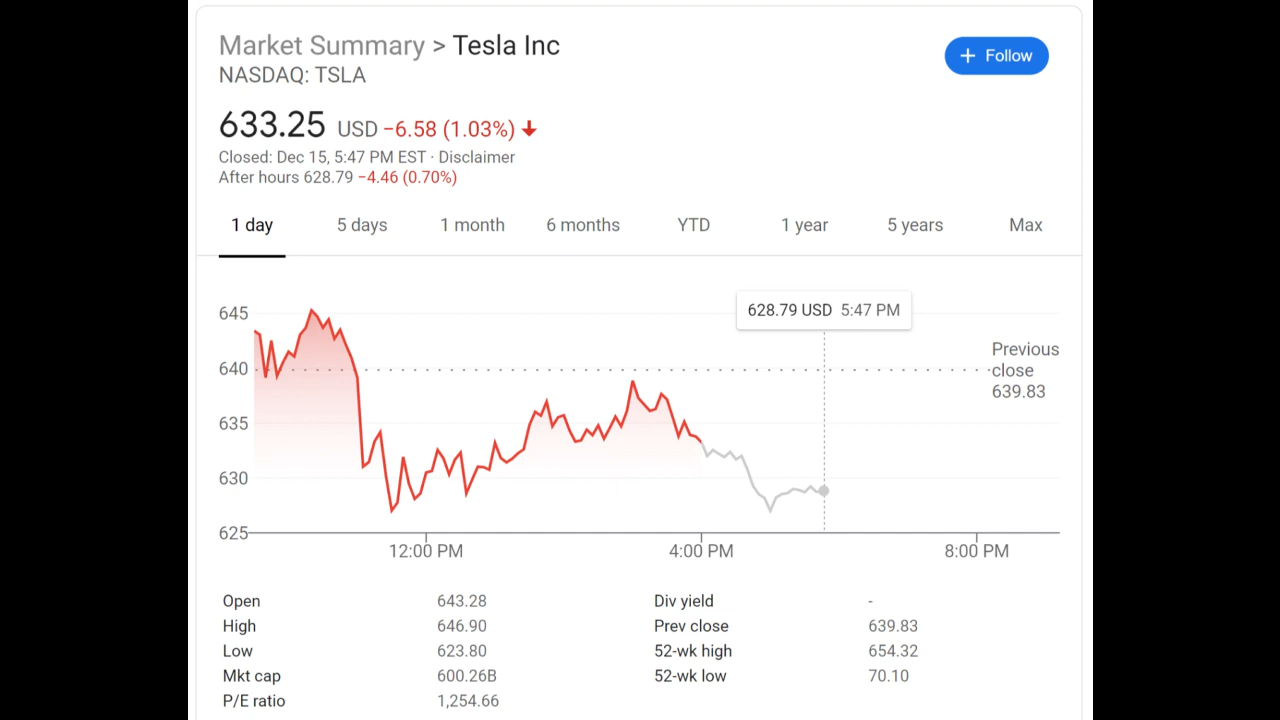 Market Summary > Tesla Inc
NASDAQ: TSLA
+ Follow
633.25 USD −6.58 (1.03%)
Closed: Dec 15, 5:47 PM EST · Disclaimer
After hours 628.79 −4.46 (0.70%)
1 day 5 days 1 month 6 months YTD 1 year 5 years Max
628.79 USD 5:47 PM
645
640
635
630
625
Previous
close
639.83
12:00 PM 4:00 PM 8:00 PM
Open 643.28 Div yield -
High 646.90 Prev close 639.83
Low 623.80 52-wk high 654.32
Mkt cap 600.26B 52-wk low 70.10
P/E ratio 1,254.66